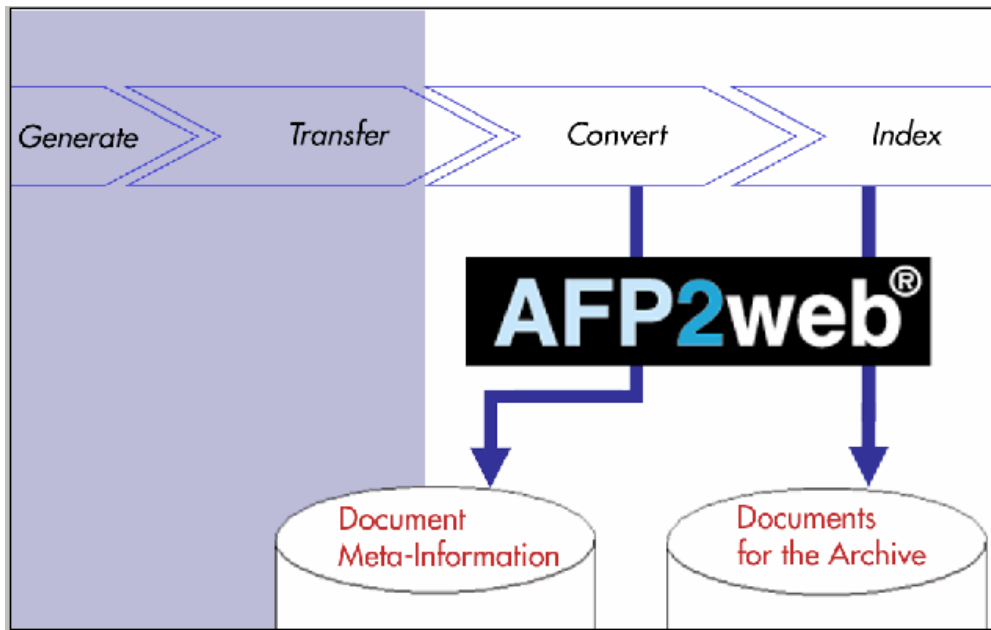 Generate
Transfer
Convert
Index
AFP2web®
Document
Meta-Information
Documents
for the Archive